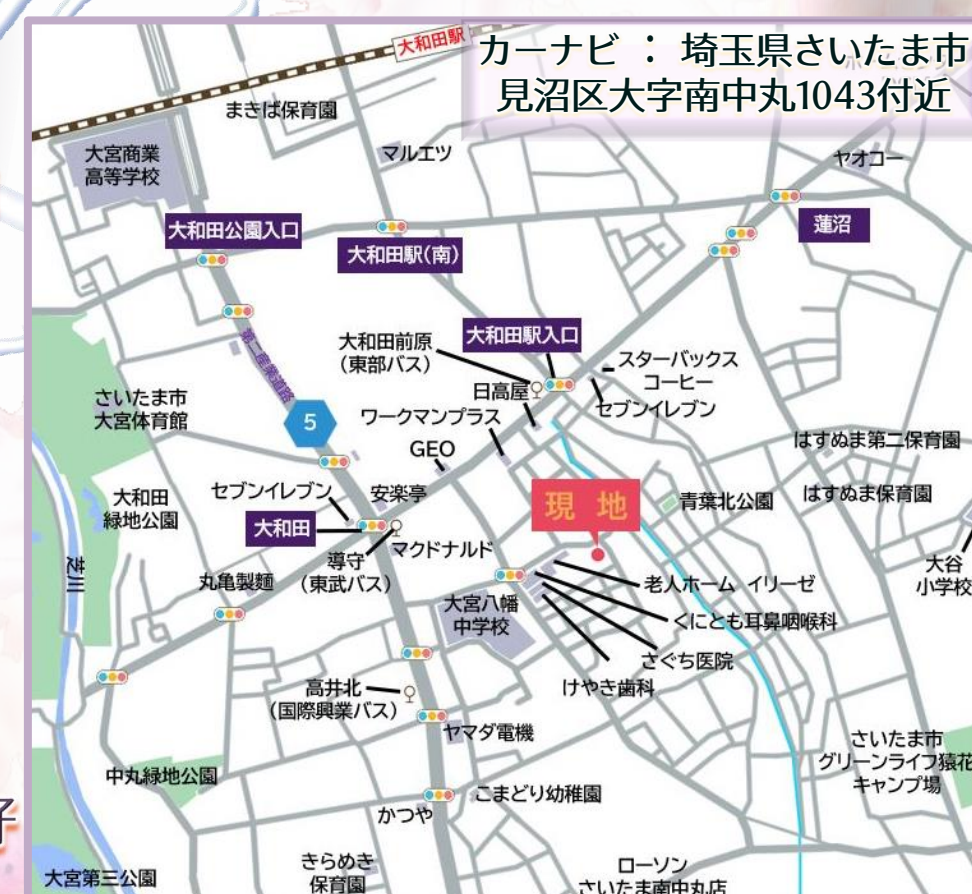 大和田駅
カーナビ : 埼玉県さいたま市
見沼区大字南中丸1043付近
まきば保育園
大宮商業
高等学校
マルエツ
ヤオコー
大和田公園入口
大和田駅(南)
蓮沼
第二産業道路
大和田前原
(東部バス)
大和田駅入口
日高屋
スターバックス
コーヒー
セブンイレブン
さいたま市
大宮体育館
5
ワークマンプラス
GEO
はすぬま第二保育園
大和田
緑地公園
セブンイレブン
安楽亭
現 地
青葉北公園
はすぬま保育園
大和田
マクドナルド
導守
(東武バス)
芝川
丸亀製麺
大宮八幡
中学校
老人ホーム イリーゼ
大谷
小学校
くにとも耳鼻咽喉科
さぐち医院
けやき歯科
高井北
(国際興業バス)
ヤマダ電機
さいたま市
グリーンライフ猿花
キャンプ場
中丸緑地公園
こまどり幼稚園
かつや
子
大宮第三公園
きらめき
保育園
ローソン
さいたま南中丸店